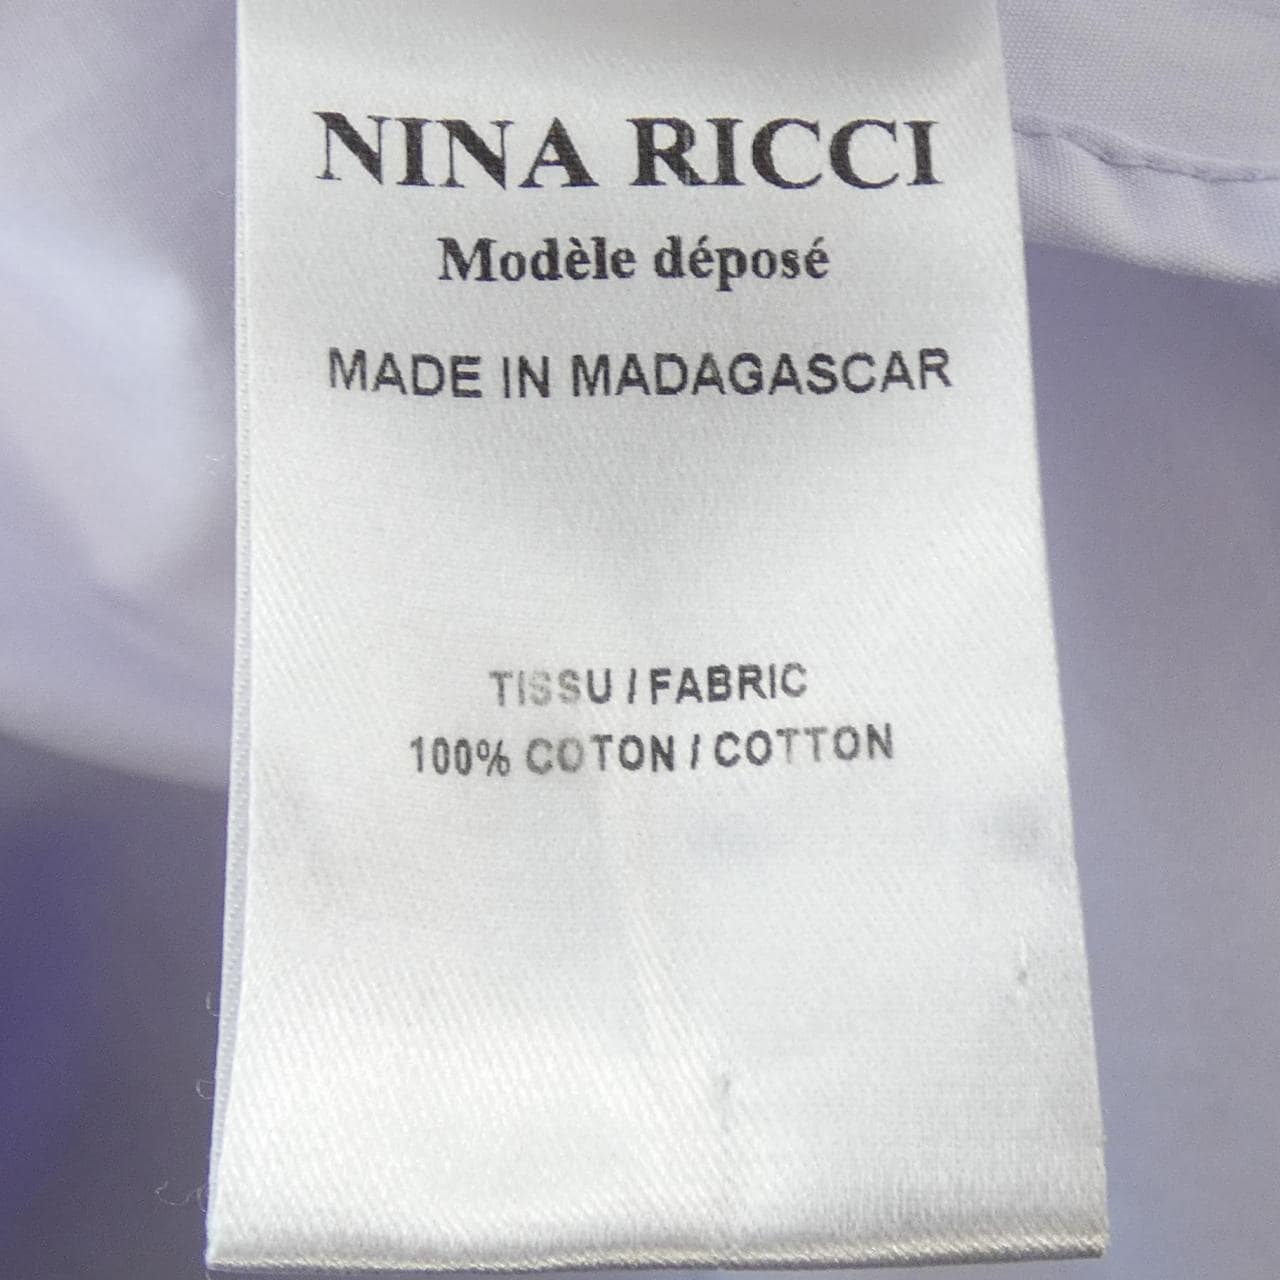 NINA RICCI
Modèle déposé
MADE IN MADAGASCAR
TISSU / FABRIC
100% COTON / COTTON